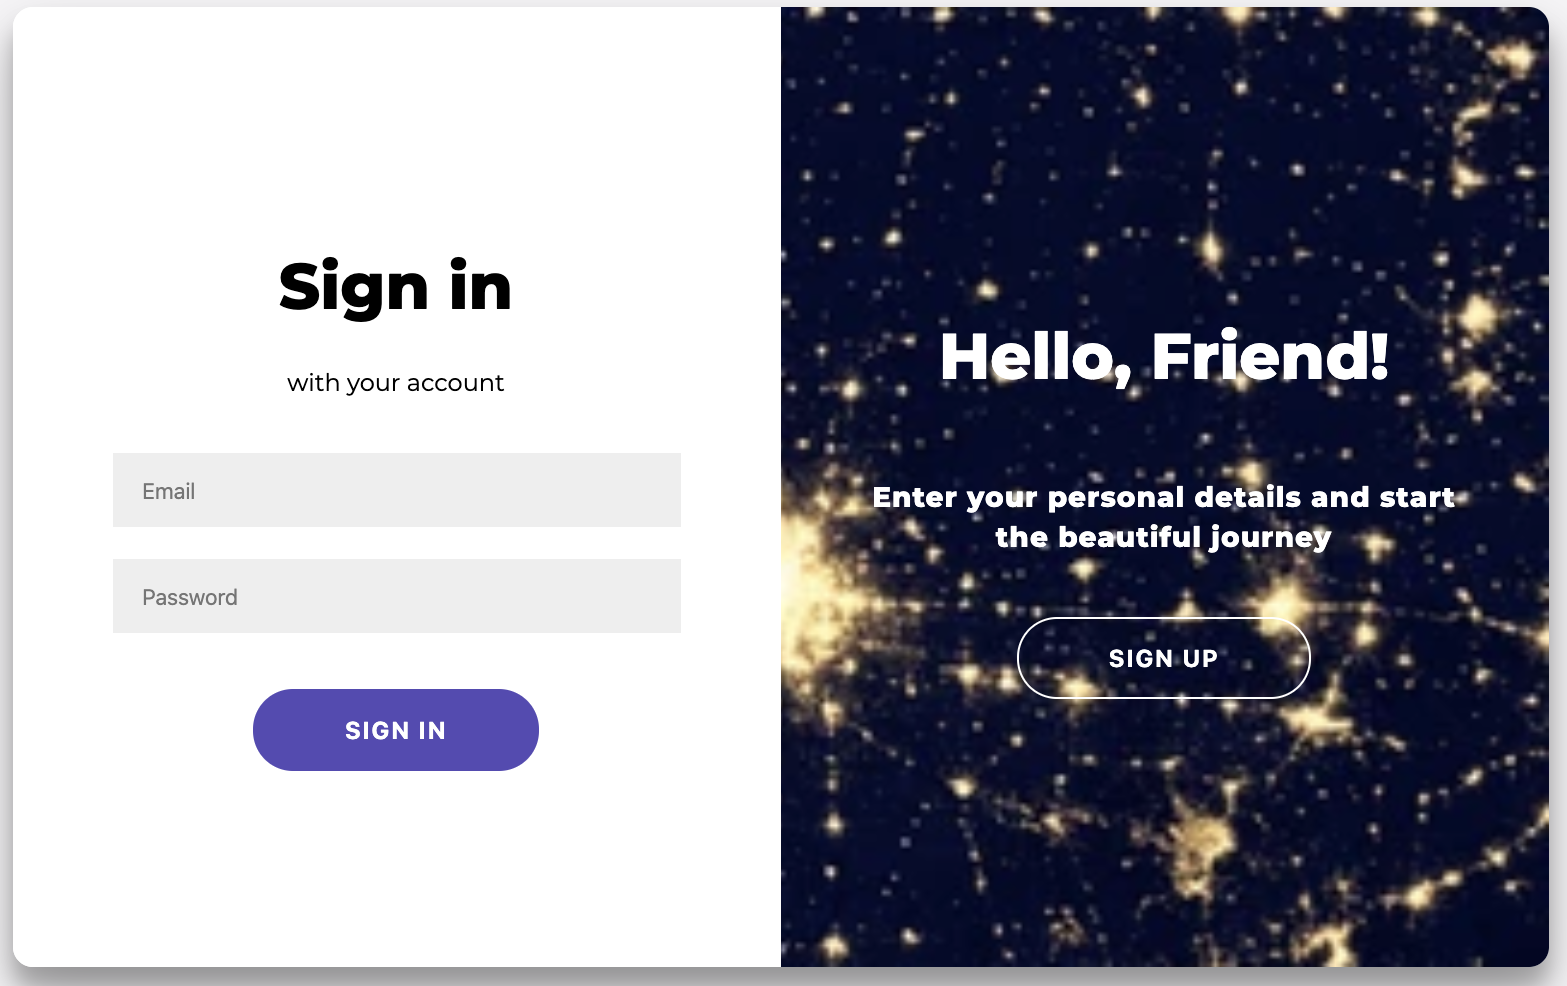 Sign in
with your account
Email
Password
SIGN IN
Hello, Friend!
Enter your personal details and start
the beautiful journey
SIGN UP